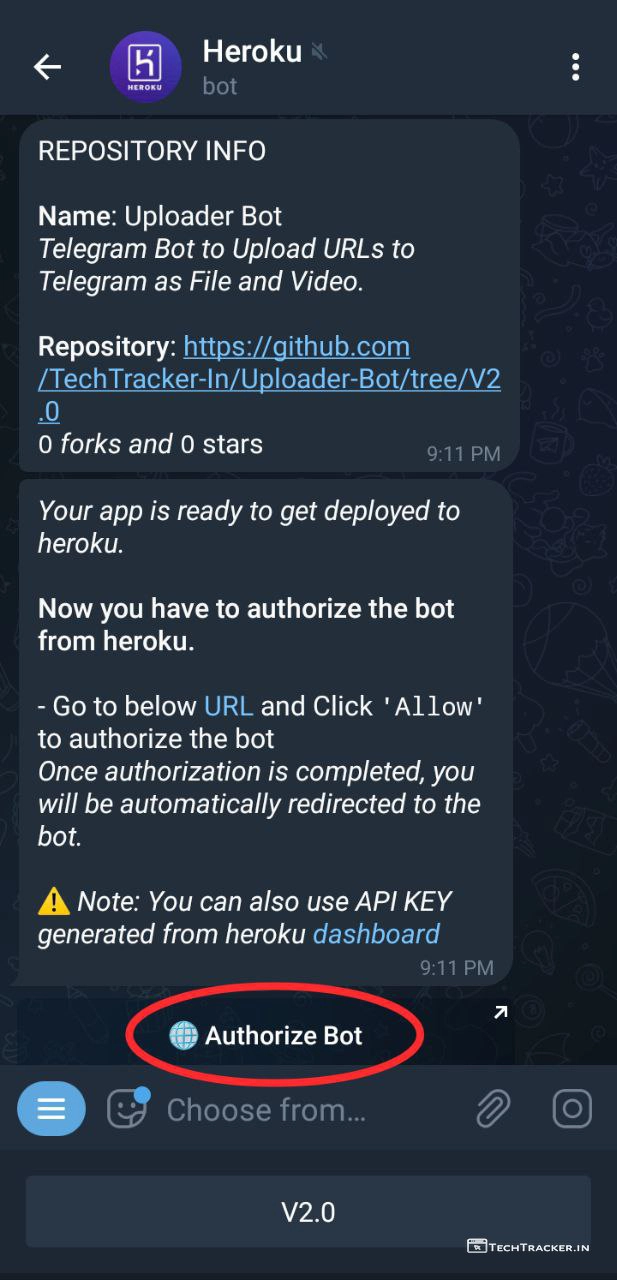 Heroku
HEROKU
bot
REPOSITORY INFO
Name: Uploader Bot
Telegram Bot to Upload URLs to
Telegram as File and Video.
Repository: https://github.com
/TechTracker-In/Uploader-Bot/tree/V2
.0
0 forks and 0 stars
9:11 PM
Your app is ready to get deployed to
heroku.
Now you have to authorize the bot
from heroku.
- Go to below URL and Click 'Allow'
to authorize the bot
Once authorization is completed, you
will be automatically redirected to the
bot.
⚠️ Note: You can also use API KEY
generated from heroku dashboard
9:11 PM
🌐 Authorize Bot
Choose from...
V2.0
TECHTRACKER.IN